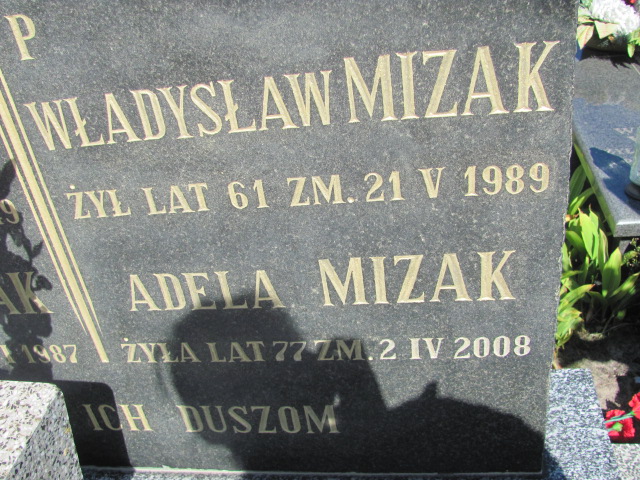 P
WŁADYSŁAW MIZAK
ŻYŁ LAT 61 ZM. 21 V 1989
ADELA MIZAK
1987 ŻYŁA LAT 77 ZM. 2 IV 2008
ICH DUSZOM